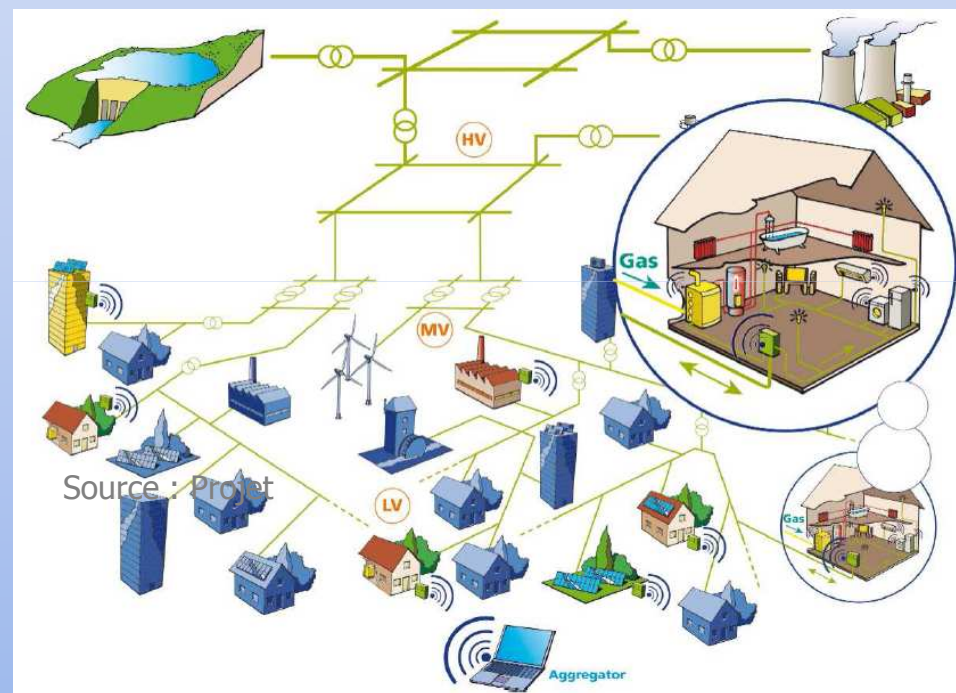 HV
Gas
MV
Source : Projet
LV
Gas
Aggregator